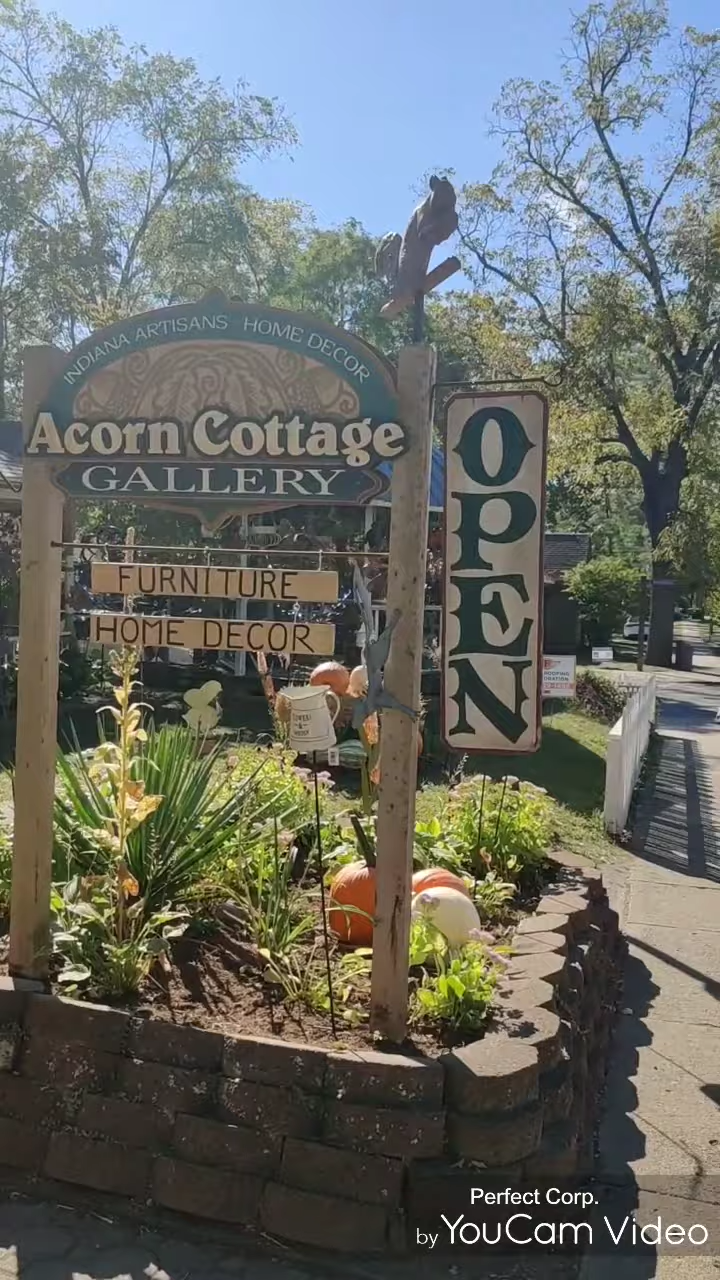 INDIANA ARTISANS HOME DECOR
Acorn Cottage
GALLERY
OPEN
FURNITURE
HOME DECOR
Perfect Corp.
by YouCam Video